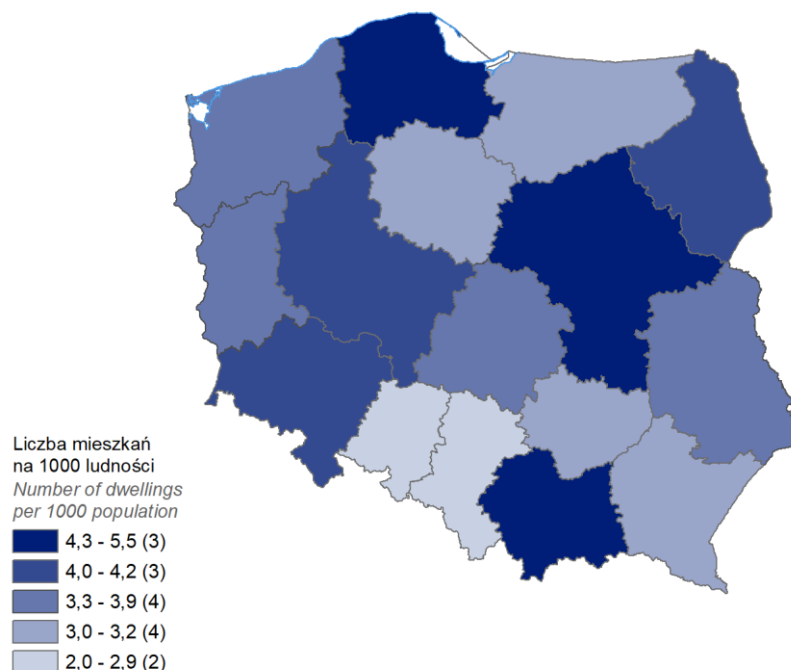 Liczba mieszkań
na 1000 ludności
Number of dwellings
per 1000 population
4,3 - 5,5 (3)
4,0 - 4,2 (3)
3,3 - 3,9 (4)
3,0 - 3,2 (4)
2,0 - 2,9 (2)